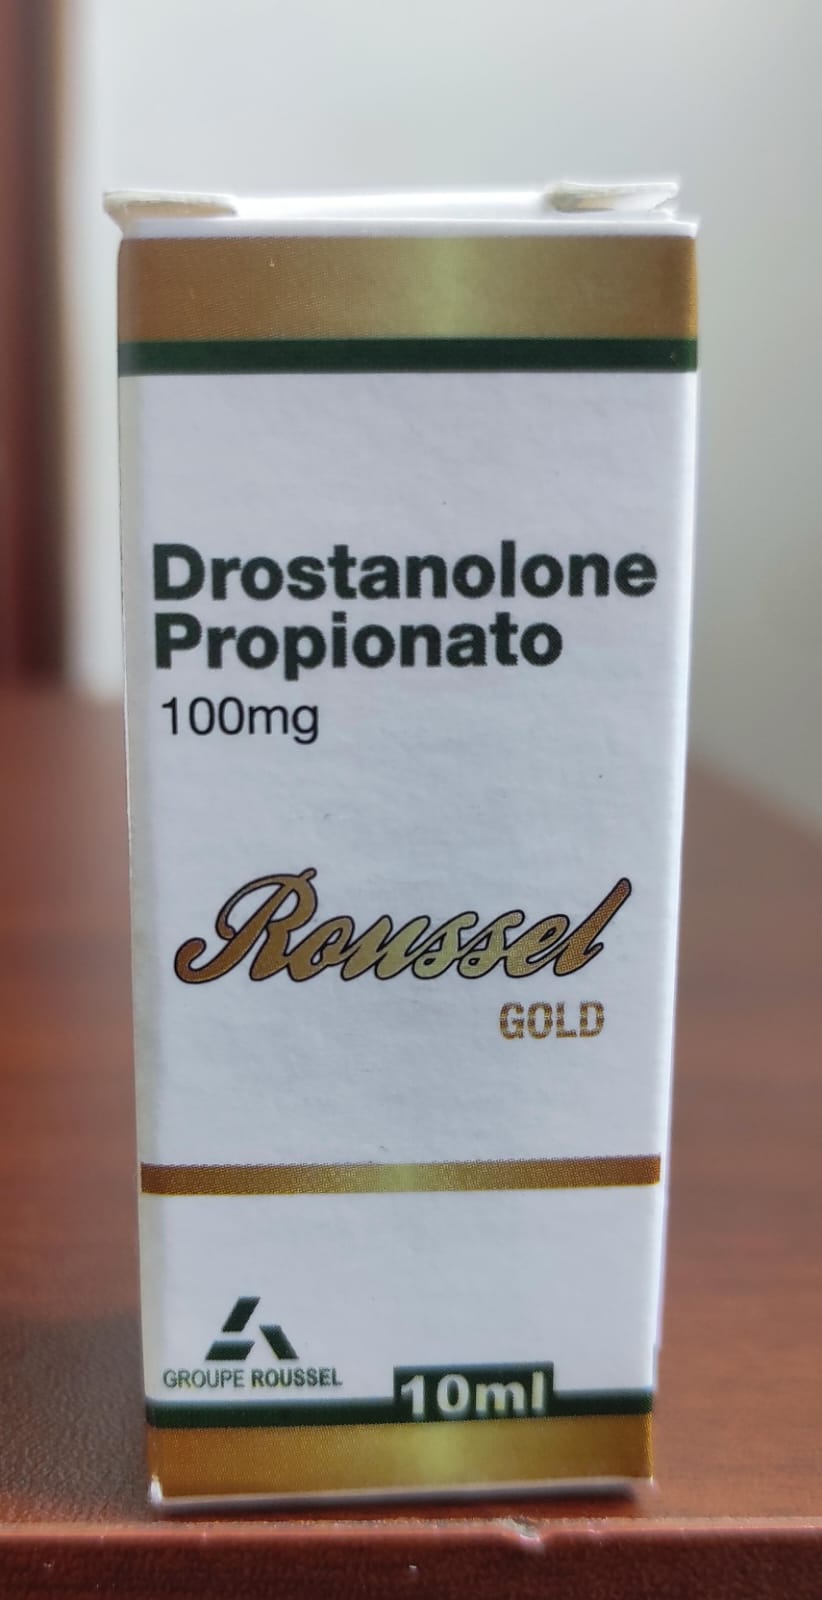 Drostanolone
Propionato
100mg
Roussel
GOLD
GROUPE ROUSSEL
10ml